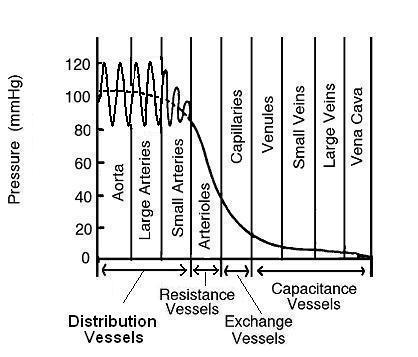 120
100
80
60
40
20
0
Pressure (mmHg)
Aorta
Large Arteries
Small Arteries
Arterioles
Capillaries
Venules
Small Veins
Large Veins
Vena Cava
Distribution
Vessels
Resistance
Vessels
Exchange
Vessels
Capacitance
Vessels